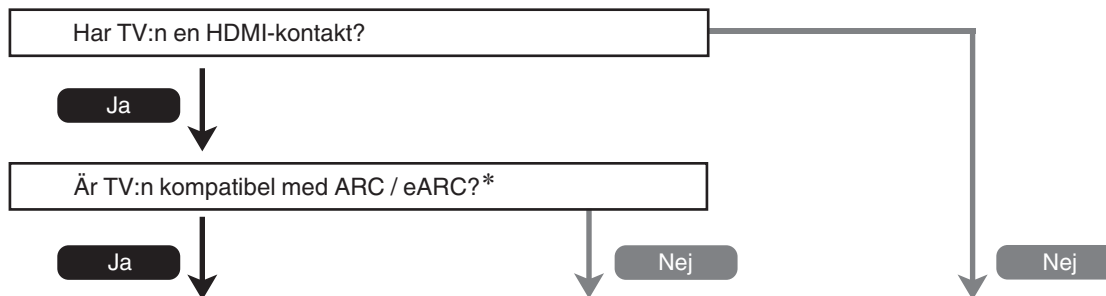 Har TV:n en HDMI-kontakt?
Ja
Är TV:n kompatibel med ARC / eARC?*
Ja
Nej
Nej